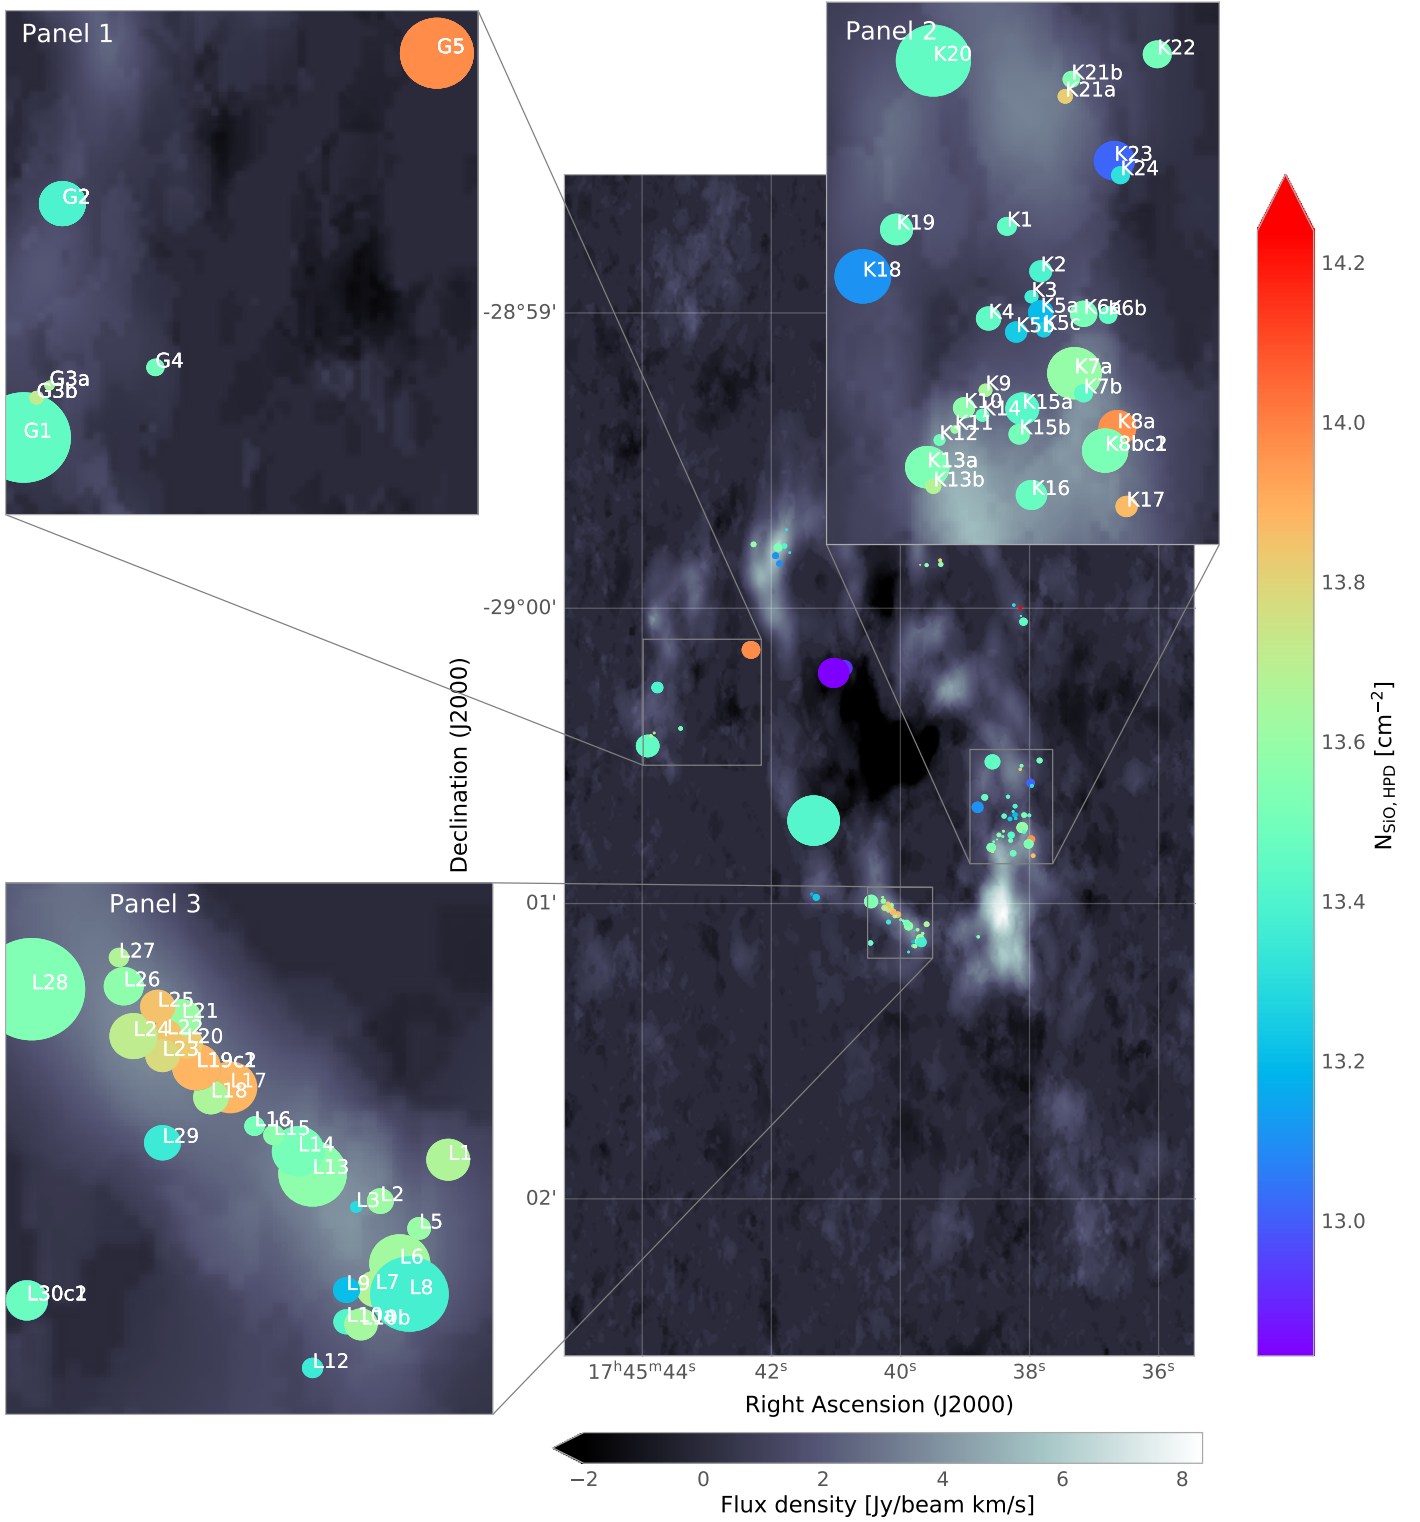 Panel 1
G5
G2
G4
G3a
G3b
G1
Panel 2
K20
K22
K21b
K21a
K23
K24
K19
K1
K18
K2
K3
K4
K5a
K6a
K6b
K5b
K5c
K7a
K7b
K9
K10
K15a
K14
K11
K8a
K12
K15b
K8bc
K13a
K13b
K16
K17
-28°59'
-29°00'
01'
02'
Declination (J2000)
17ʰ45ᵐ44ˢ
42ˢ
40ˢ
38ˢ
36ˢ
Right Ascension (J2000)
Panel 3
L27
L28
L26
L25
L21
L24
L22
L20
L23
L19c
L17
L18
L16
L15
L29
L14
L1
L13
L3
L2
L5
L6
L9
L7
L8
L10b
L30c
L12
14.2
14.0
13.8
13.6
13.4
13.2
13.0
N_SiO, HPD [cm⁻²]
−2
0
2
4
6
8
Flux density [Jy/beam km/s]